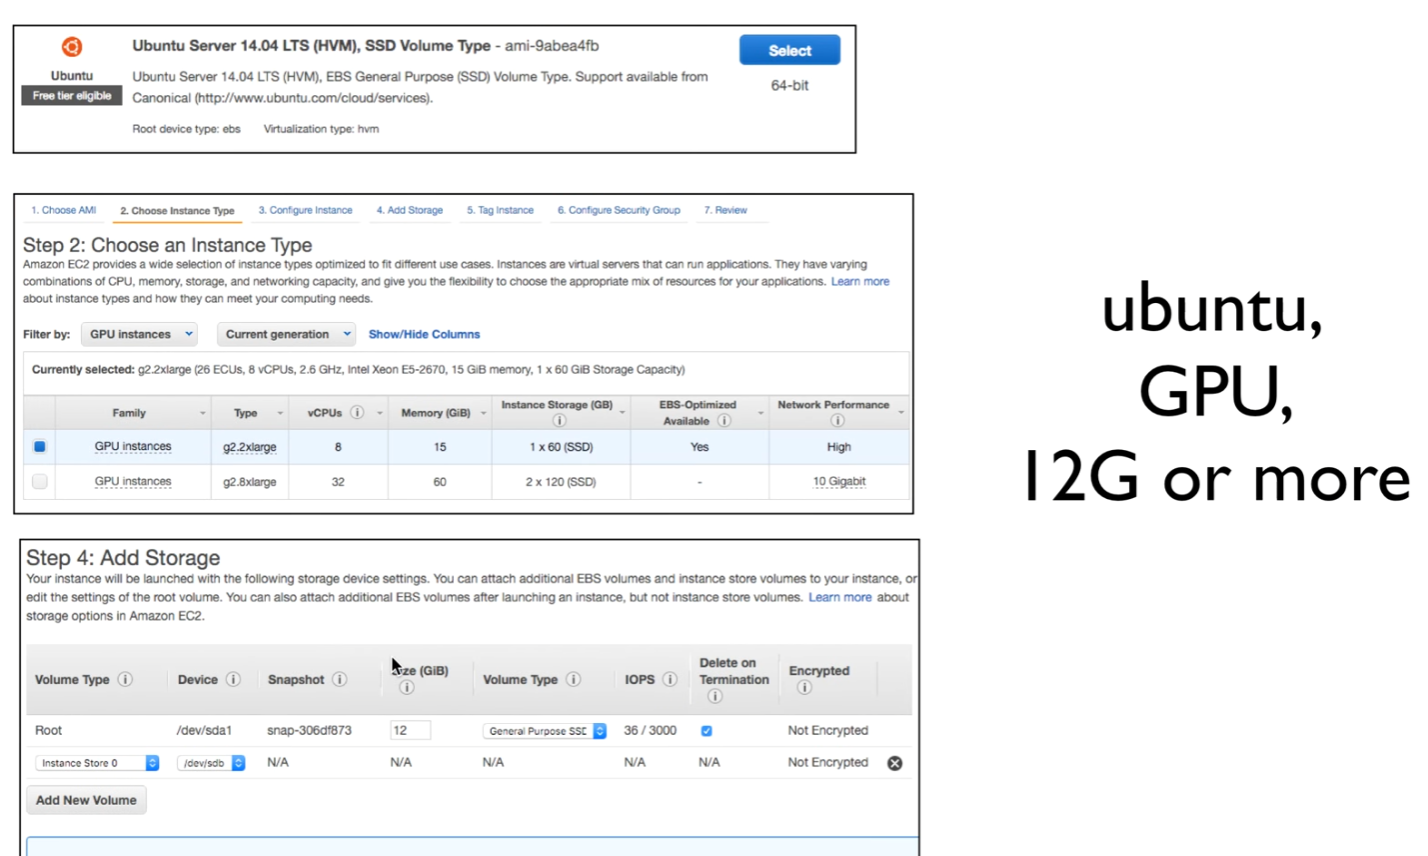 Ubuntu Server 14.04 LTS (HVM), SSD Volume Type - ami-9abea4fb
Select
Ubuntu
Free tier eligible
Ubuntu Server 14.04 LTS (HVM), EBS General Purpose (SSD) Volume Type. Support available from
Canonical (http://www.ubuntu.com/cloud/services).
64-bit
Root device type: ebs Virtualization type: hvm
1. Choose AMI 2. Choose Instance Type 3. Configure Instance 4. Add Storage 5. Tag Instance 6. Configure Security Group 7. Review
Step 2: Choose an Instance Type
Amazon EC2 provides a wide selection of instance types optimized to fit different use cases. Instances are virtual servers that can run applications. They have varying
combinations of CPU, memory, storage, and networking capacity, and give you the flexibility to choose the appropriate mix of resources for your applications. Learn more
about instance types and how they can meet your computing needs.
Filter by: GPU instances Current generation Show/Hide Columns
Currently selected: g2.2xlarge (26 ECUs, 8 vCPUs, 2.6 GHz, Intel Xeon E5-2670, 15 GiB memory, 1 x 60 GiB Storage Capacity)
Family Type vCPUs Memory (GiB) Instance Storage (GB) EBS-Optimized Available Network Performance
GPU instances g2.2xlarge 8 15 1 x 60 (SSD) Yes High
GPU instances g2.8xlarge 32 60 2 x 120 (SSD) - 10 Gigabit
Step 4: Add Storage
Your instance will be launched with the following storage device settings. You can attach additional EBS volumes and instance store volumes to your instance, or
edit the settings of the root volume. You can also attach additional EBS volumes after launching an instance, but not instance store volumes. Learn more about
storage options in Amazon EC2.
Volume Type Device Snapshot Size (GiB) Volume Type IOPS Delete on Termination Encrypted
Root /dev/sda1 snap-306df873 12 General Purpose SSD 36 / 3000 Not Encrypted
Instance Store 0 /dev/sdb N/A N/A N/A N/A N/A Not Encrypted
Add New Volume
ubuntu,
GPU,
12G or more